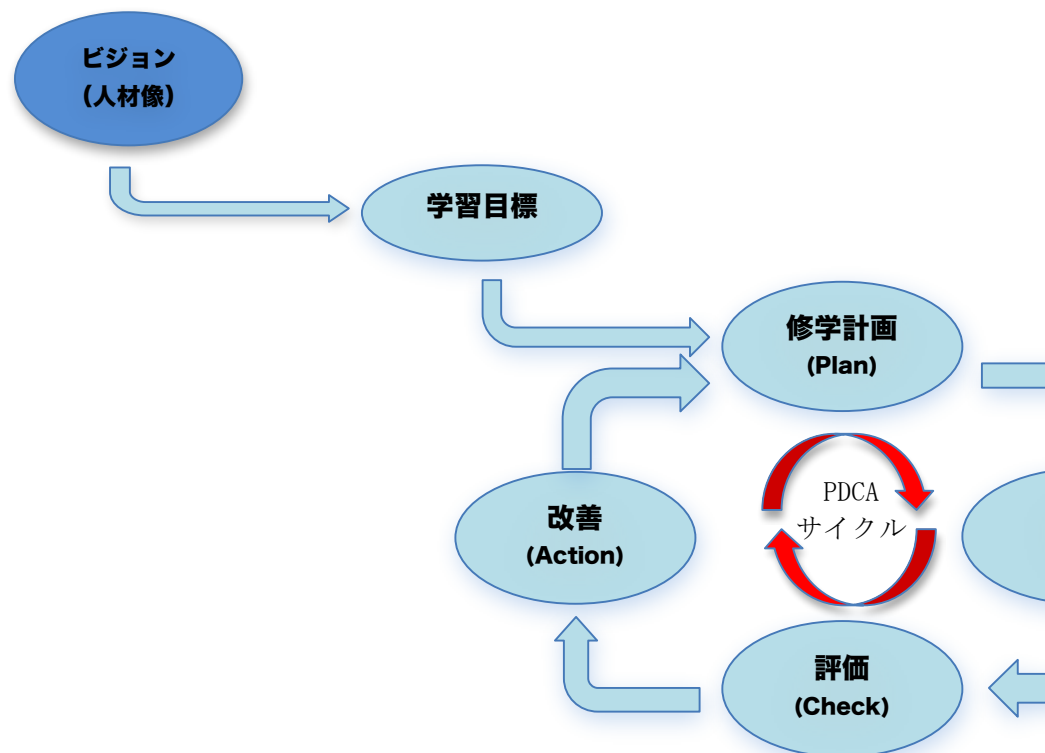 ビジョン
（人材像）
学習目標
修学計画
(Plan)
PDCA
サイクル
改善
(Action)
評価
(Check)